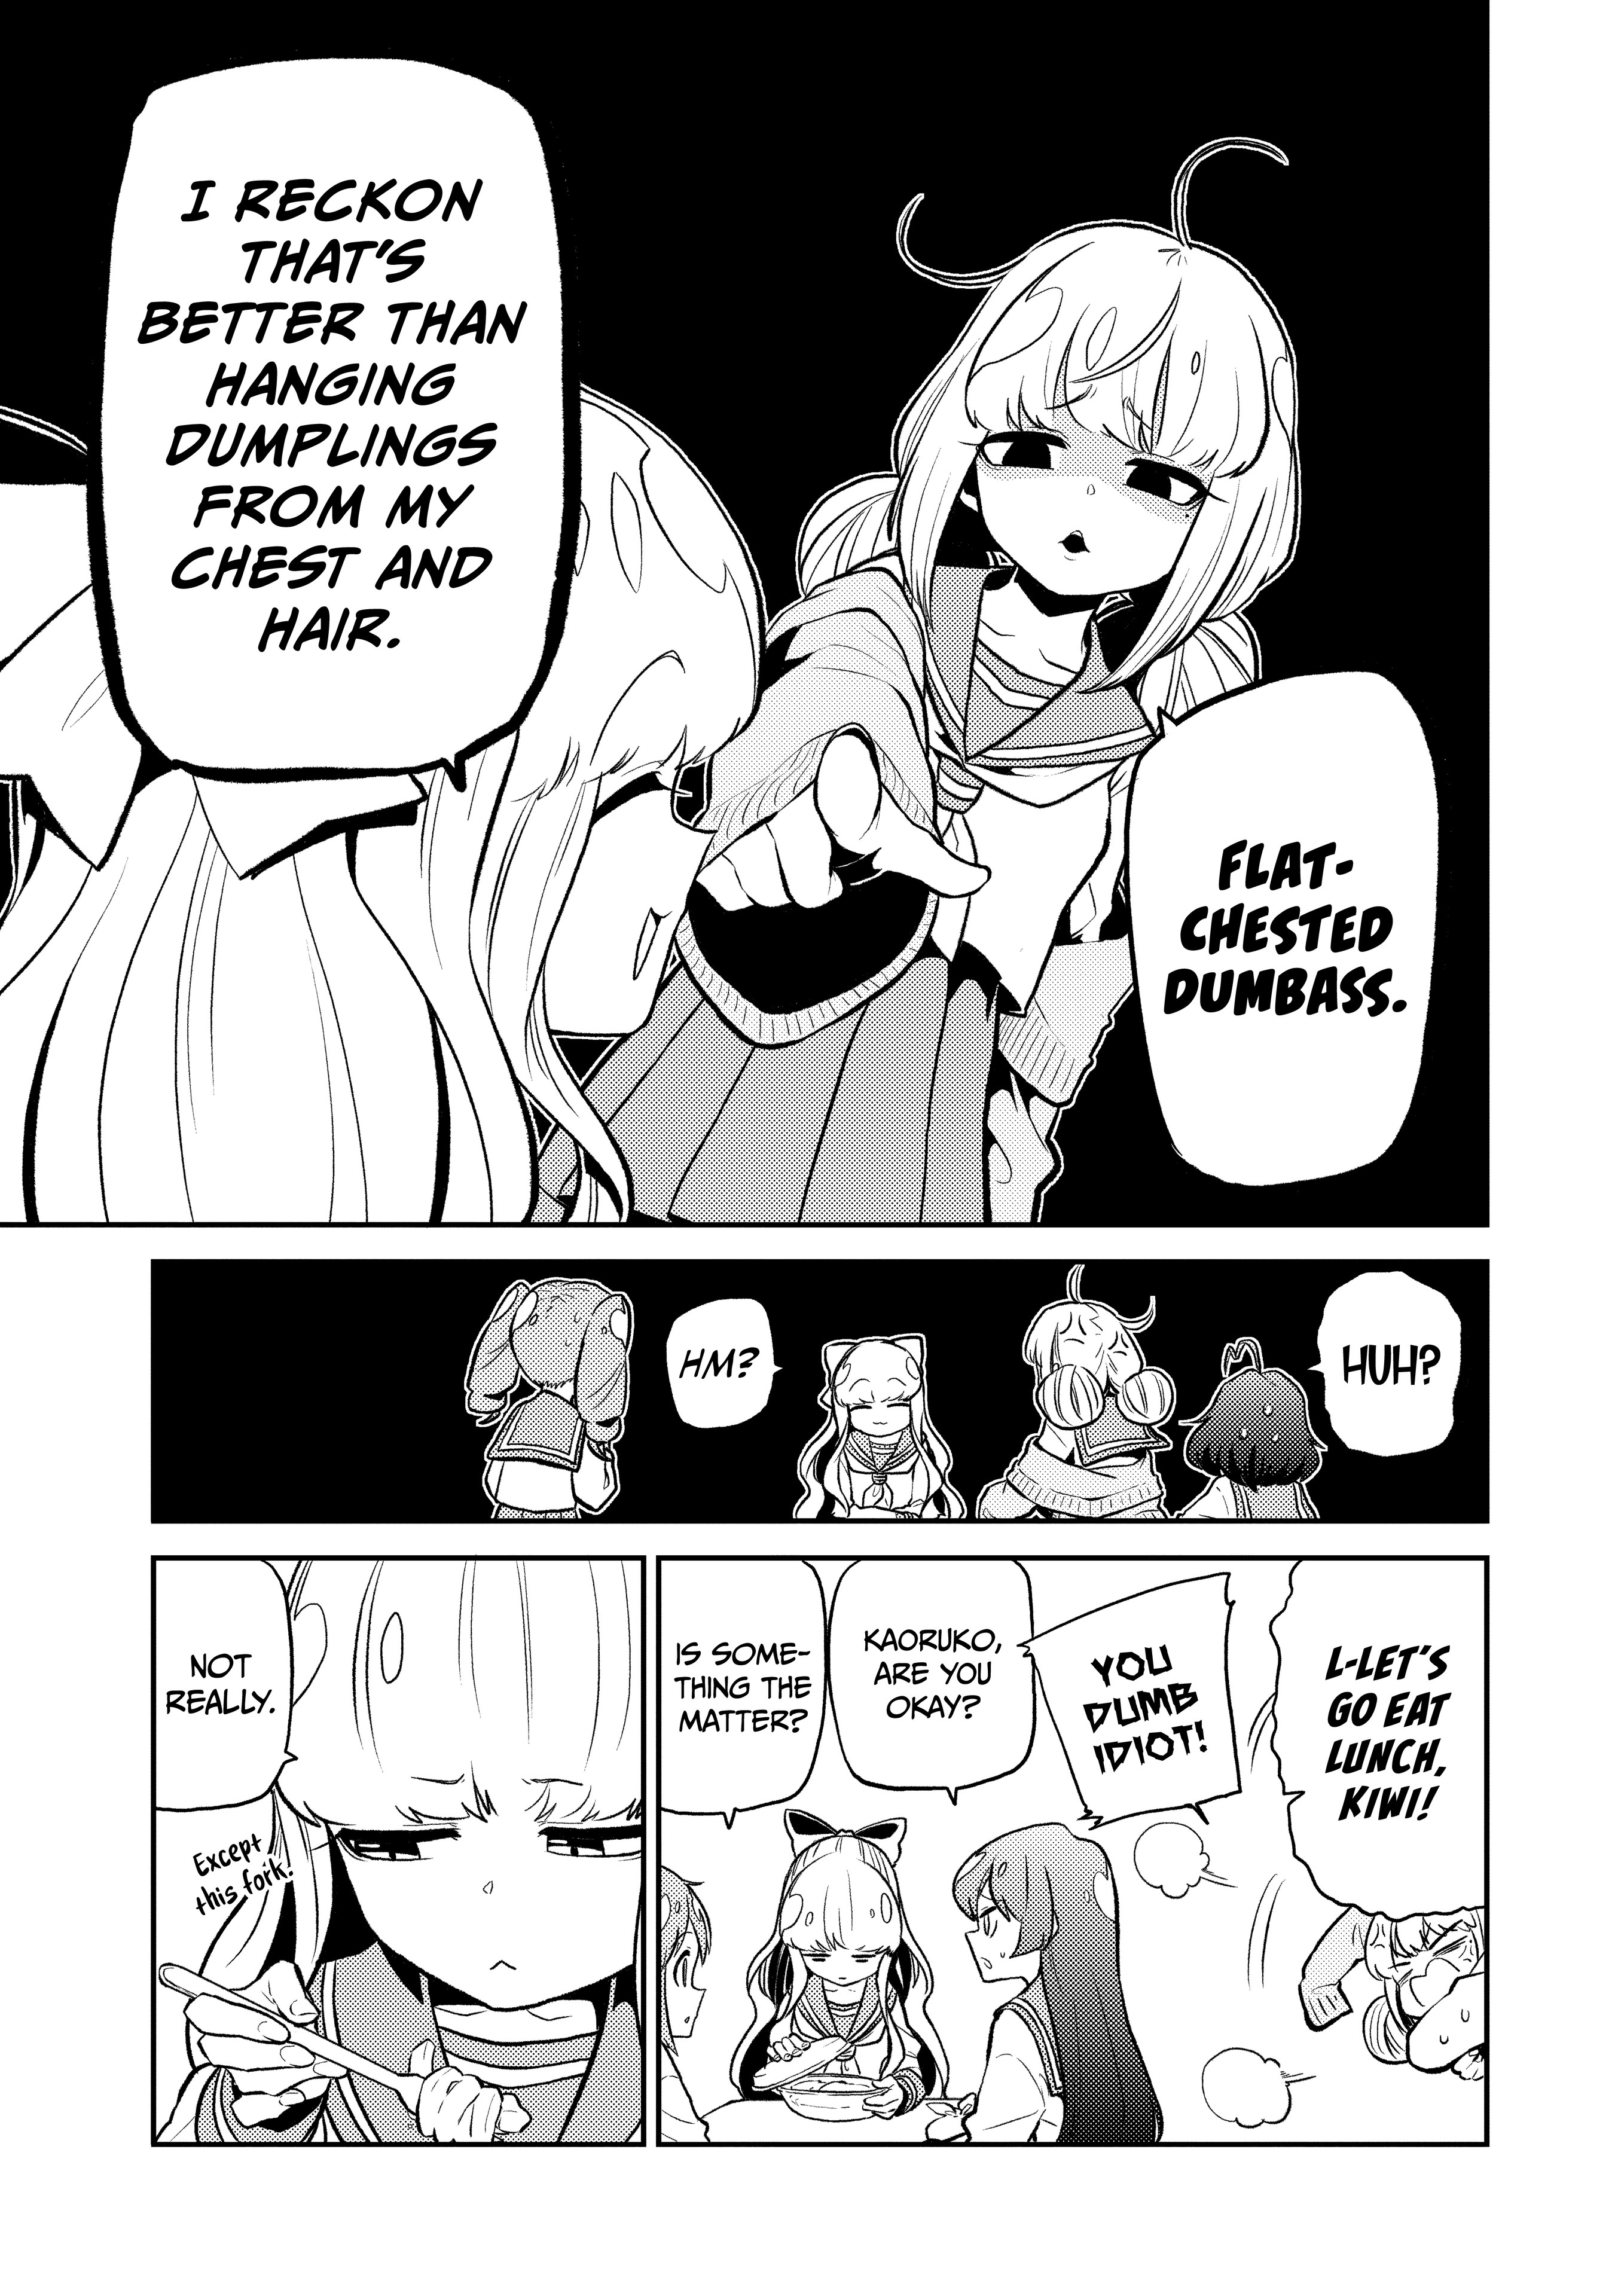 FLAT-
CHESTED
DUMBASS.
I RECKON
THAT'S
BETTER THAN
HANGING
DUMPLINGS
FROM MY
CHEST AND
HAIR.
HUH?
HM?
L-LET'S
GO EAT
LUNCH,
KIWI!
YOU
DUMB
IDIOT!
KAORUKO,
ARE YOU
OKAY?
IS SOME-
THING THE
MATTER?
NOT
REALLY.
Except
this fork!